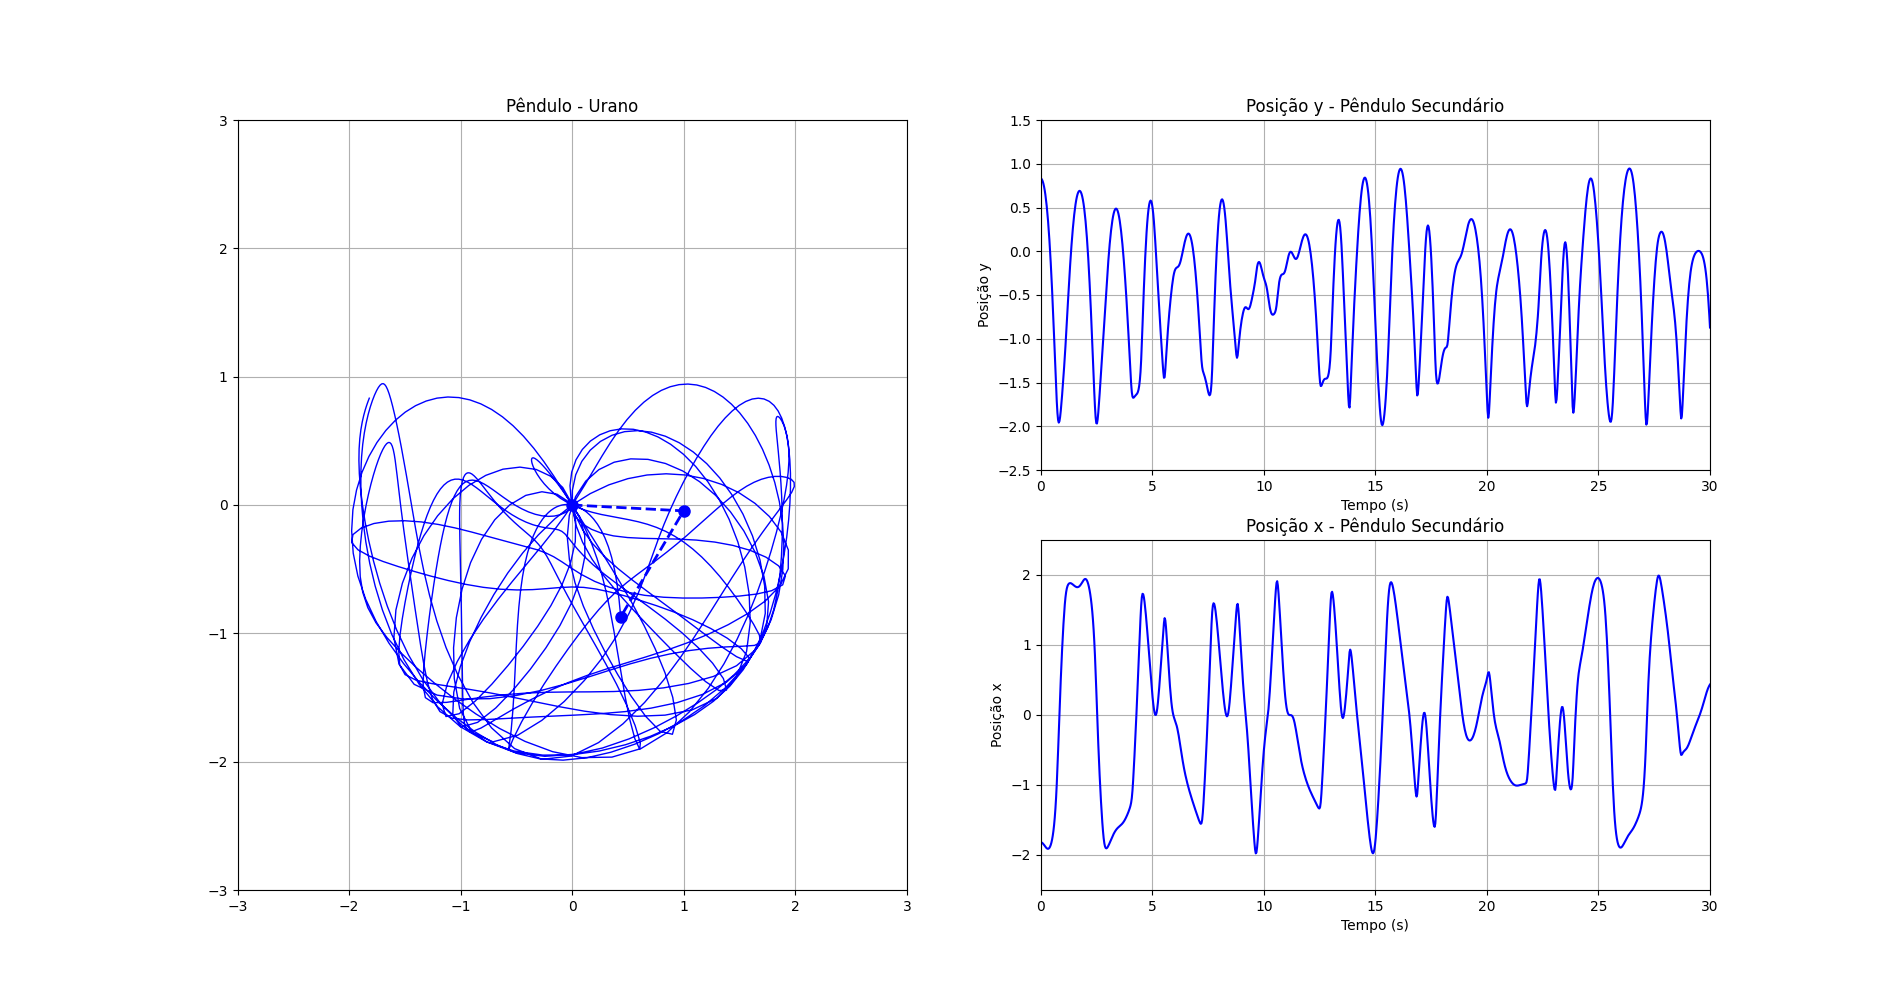 Pêndulo - Urano
3
2
1
0
−1
−2
−3
−3 −2 −1 0 1 2 3
Posição y - Pêndulo Secundário
1.5
1.0
0.5
0.0
−0.5
−1.0
−1.5
−2.0
−2.5
Posição y
0 5 10 15 20 25 30
Tempo (s)
Posição x - Pêndulo Secundário
2
1
0
−1
−2
Posição x
0 5 10 15 20 25 30
Tempo (s)